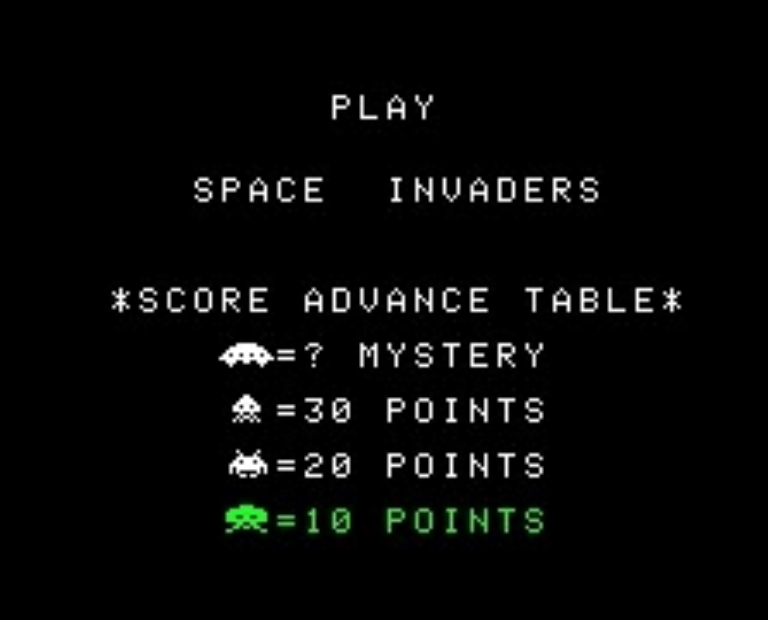 PLAY
SPACE INVADERS
*SCORE ADVANCE TABLE*
=? MYSTERY
=30 POINTS
=20 POINTS
=10 POINTS